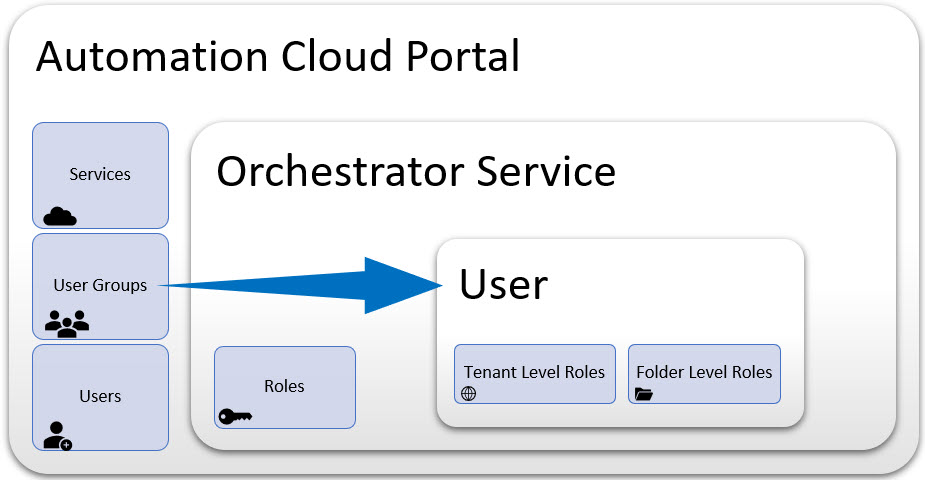 Automation Cloud Portal
Services
User Groups
Users
Orchestrator Service
Roles
User
Tenant Level Roles
Folder Level Roles